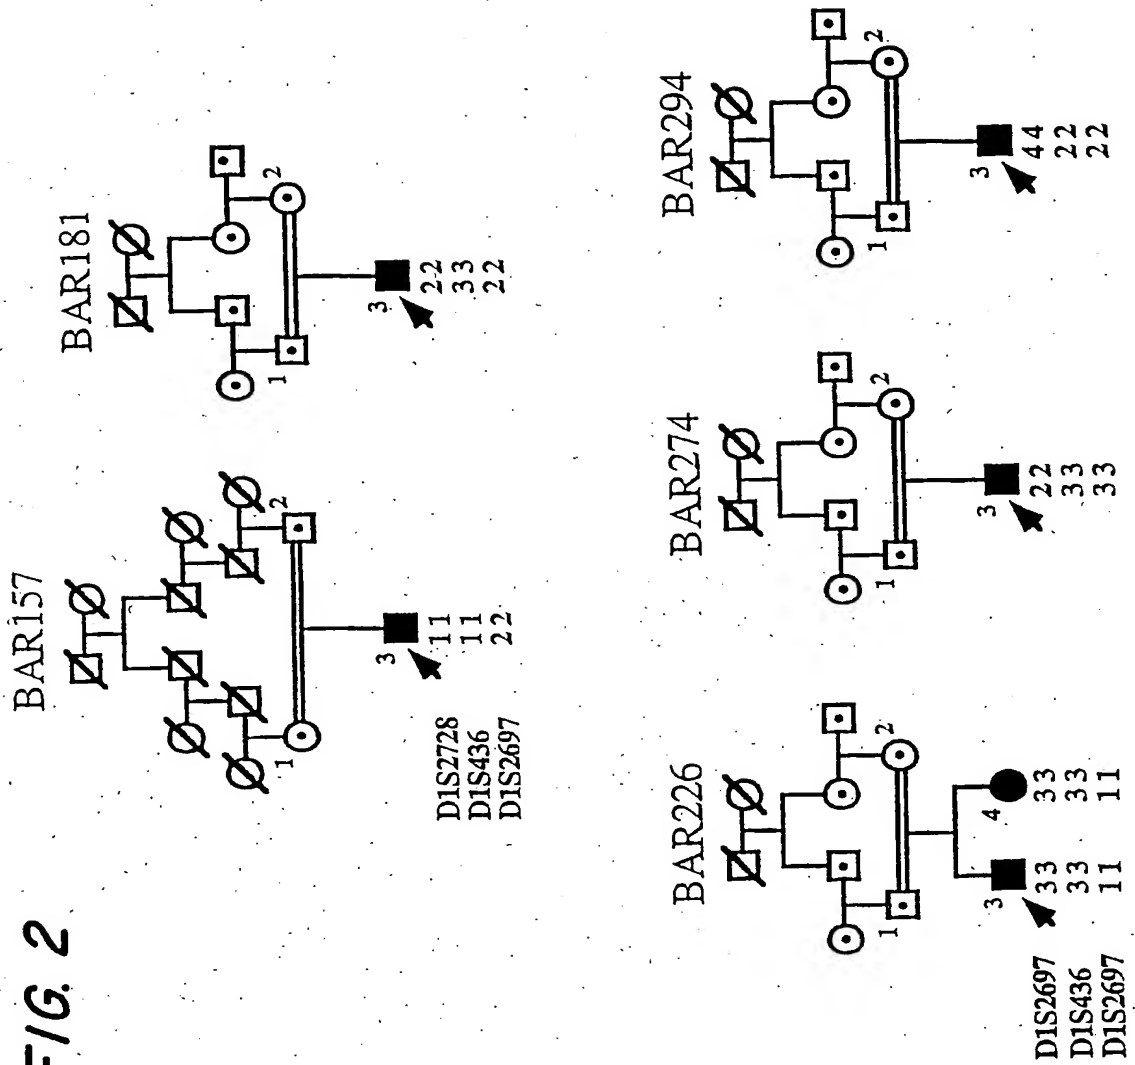 FIG. 2
BAR157
1
2
3
D1S2728 11
D1S436 11
D1S2697 22
BAR181
1
2
3
22
33
22
BAR226
1
2
3
4
D1S2697 33 33
D1S436 33 33
D1S2697 11 11
BAR274
1
2
3
22
33
33
BAR294
1
2
3
44
22
22